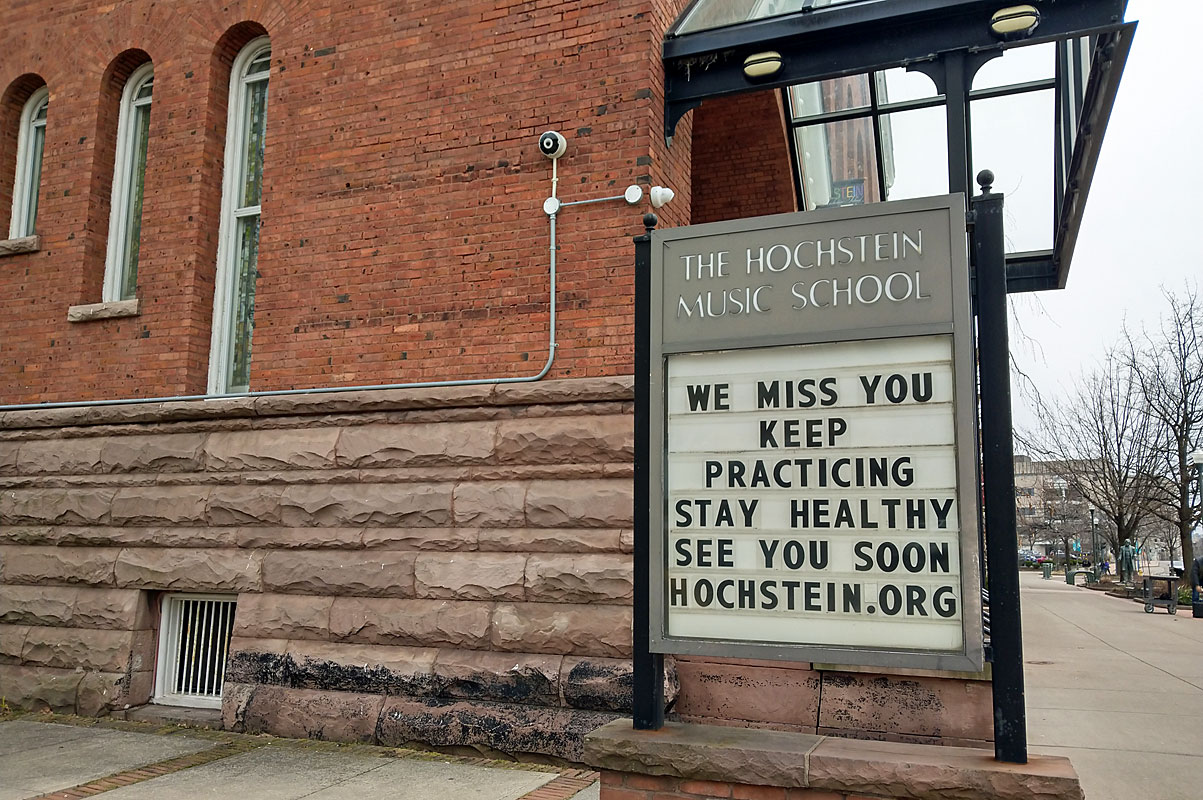 THE HOCHSTEIN
MUSIC SCHOOL
WE MISS YOU
KEEP
PRACTICING
STAY HEALTHY
SEE YOU SOON
HOCHSTEIN.ORG